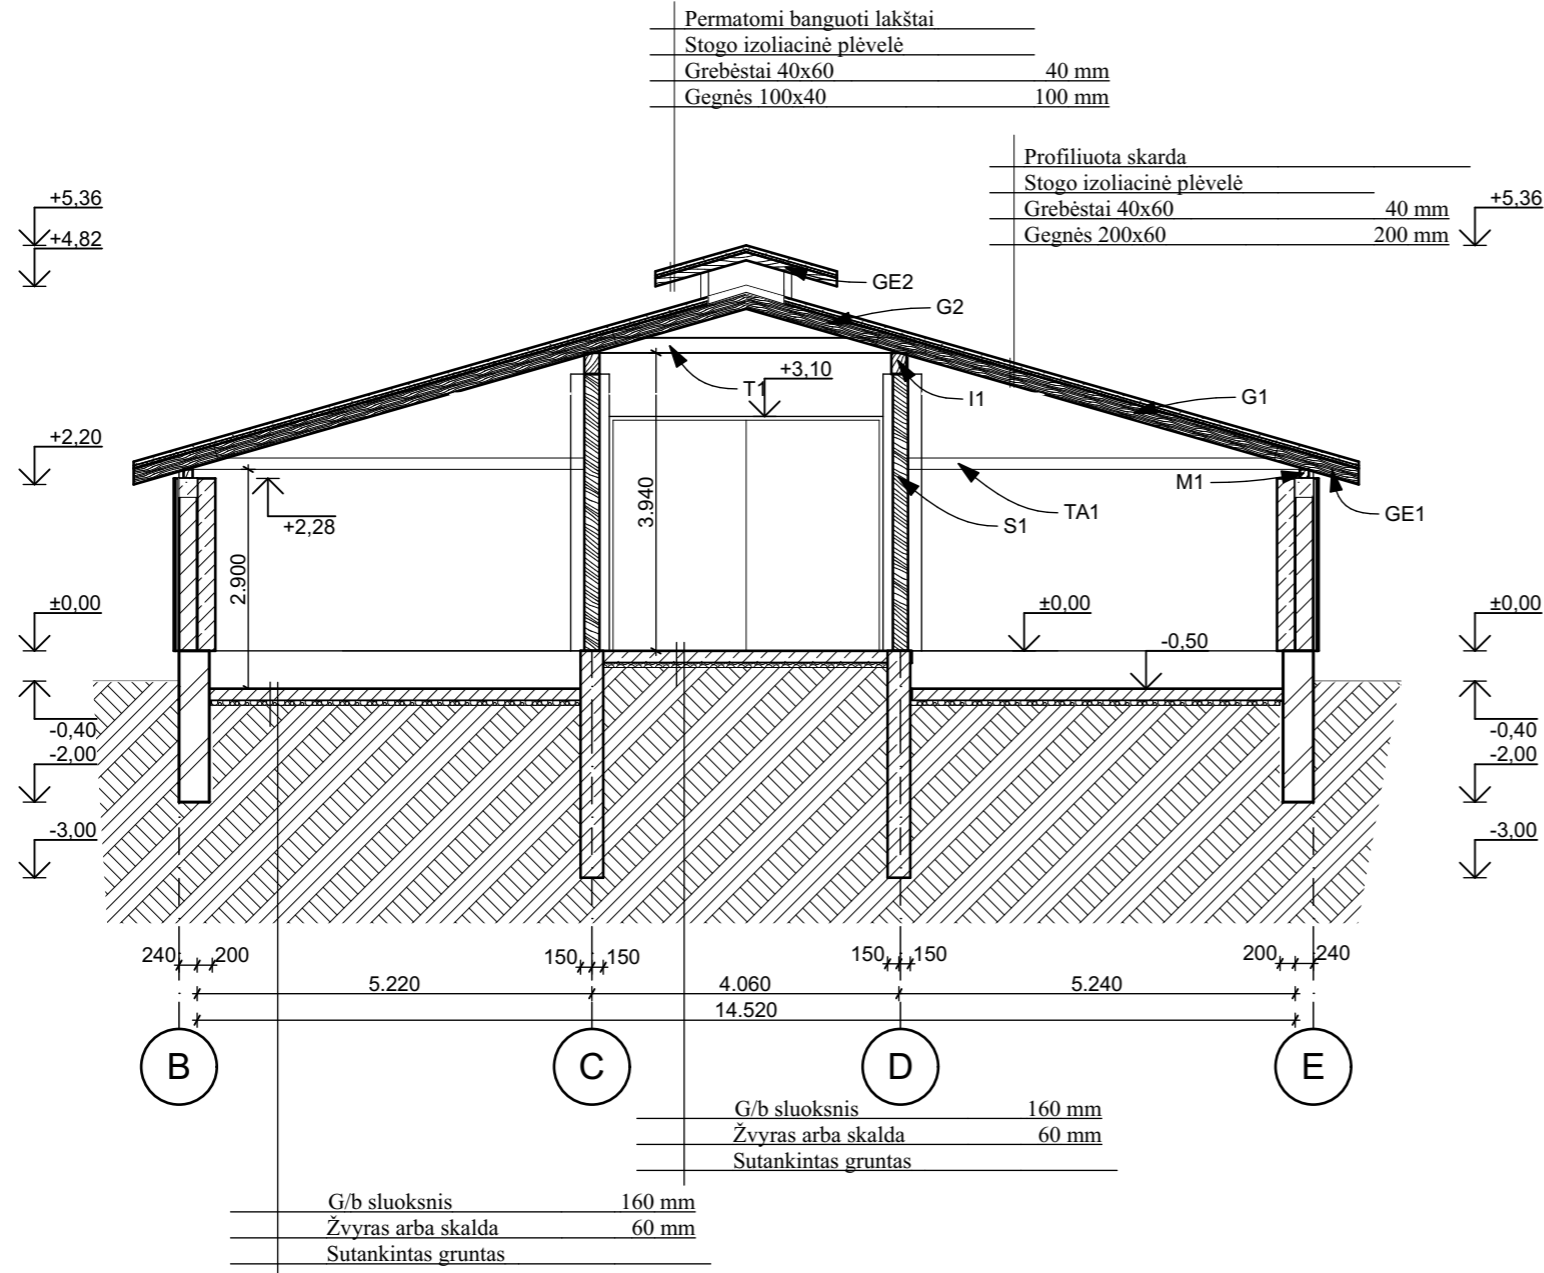 Permatomi banguoti lakštai
Stogo izoliacinė plėvelė
Grebėstai 40x60 40 mm
Gegnės 100x40 100 mm
Profiliuota skarda
Stogo izoliacinė plėvelė
Grebėstai 40x60 40 mm
Gegnės 200x60 200 mm
+5,36
+5,36
+4,82
GE2
G2
+3,10
T1
I1
G1
+2,20
M1
TA1
GE1
S1
+2,28
3.940
2.900
±0,00
±0,00
±0,00
-0,50
-0,40
-0,40
-2,00
-2,00
-3,00
-3,00
240 200 150 150 150 150 200 240
5.220 4.060 5.240
14.520
B C D E
G/b sluoksnis 160 mm
Žvyras arba skalda 60 mm
Sutankintas gruntas
G/b sluoksnis 160 mm
Žvyras arba skalda 60 mm
Sutankintas gruntas